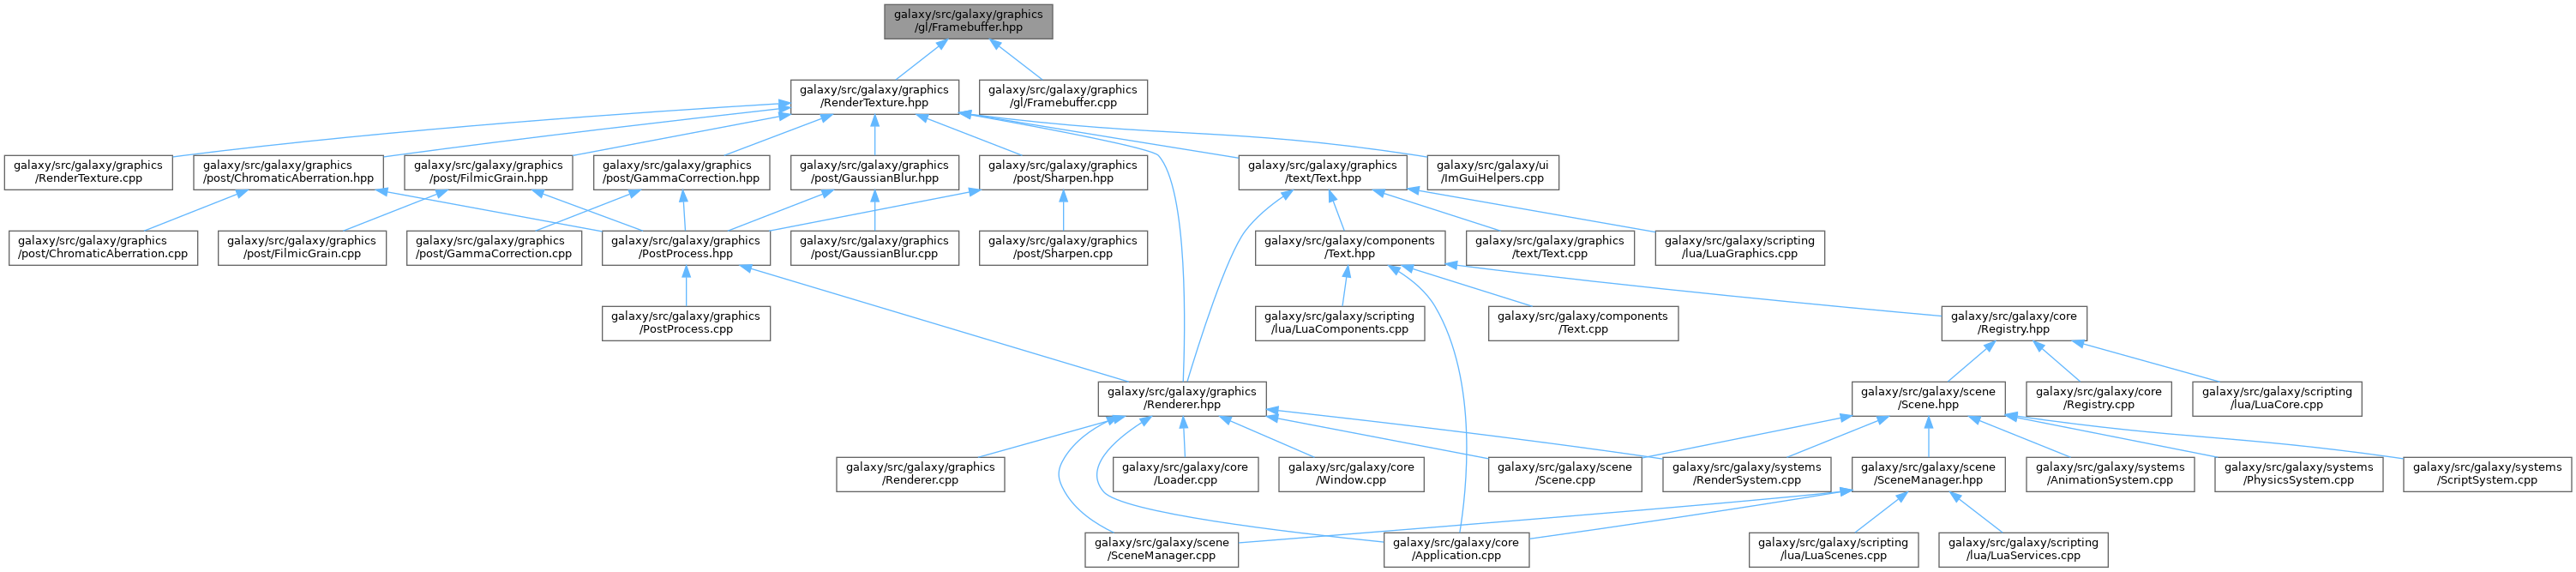 galaxy/src/galaxy/graphics
/gl/Framebuffer.hpp
galaxy/src/galaxy/graphics
/RenderTexture.hpp
galaxy/src/galaxy/graphics
/gl/Framebuffer.cpp
galaxy/src/galaxy/graphics
/RenderTexture.cpp
galaxy/src/galaxy/graphics
/post/ChromaticAberration.hpp
galaxy/src/galaxy/graphics
/post/FilmicGrain.hpp
galaxy/src/galaxy/graphics
/post/GammaCorrection.hpp
galaxy/src/galaxy/graphics
/post/GaussianBlur.hpp
galaxy/src/galaxy/graphics
/post/Sharpen.hpp
galaxy/src/galaxy/graphics
/text/Text.hpp
galaxy/src/galaxy/ui
/ImGuiHelpers.cpp
galaxy/src/galaxy/graphics
/post/ChromaticAberration.cpp
galaxy/src/galaxy/graphics
/post/FilmicGrain.cpp
galaxy/src/galaxy/graphics
/post/GammaCorrection.cpp
galaxy/src/galaxy/graphics
/PostProcess.hpp
galaxy/src/galaxy/graphics
/post/GaussianBlur.cpp
galaxy/src/galaxy/graphics
/post/Sharpen.cpp
galaxy/src/galaxy/components
/Text.hpp
galaxy/src/galaxy/graphics
/text/Text.cpp
galaxy/src/galaxy/scripting
/lua/LuaGraphics.cpp
galaxy/src/galaxy/graphics
/PostProcess.cpp
galaxy/src/galaxy/scripting
/lua/LuaComponents.cpp
galaxy/src/galaxy/components
/Text.cpp
galaxy/src/galaxy/core
/Registry.hpp
galaxy/src/galaxy/graphics
/Renderer.hpp
galaxy/src/galaxy/scene
/Scene.hpp
galaxy/src/galaxy/core
/Registry.cpp
galaxy/src/galaxy/scripting
/lua/LuaCore.cpp
galaxy/src/galaxy/graphics
/Renderer.cpp
galaxy/src/galaxy/core
/Loader.cpp
galaxy/src/galaxy/core
/Window.cpp
galaxy/src/galaxy/scene
/Scene.cpp
galaxy/src/galaxy/systems
/RenderSystem.cpp
galaxy/src/galaxy/scene
/SceneManager.hpp
galaxy/src/galaxy/systems
/AnimationSystem.cpp
galaxy/src/galaxy/systems
/PhysicsSystem.cpp
galaxy/src/galaxy/systems
/ScriptSystem.cpp
galaxy/src/galaxy/scene
/SceneManager.cpp
galaxy/src/galaxy/core
/Application.cpp
galaxy/src/galaxy/scripting
/lua/LuaScenes.cpp
galaxy/src/galaxy/scripting
/lua/LuaServices.cpp